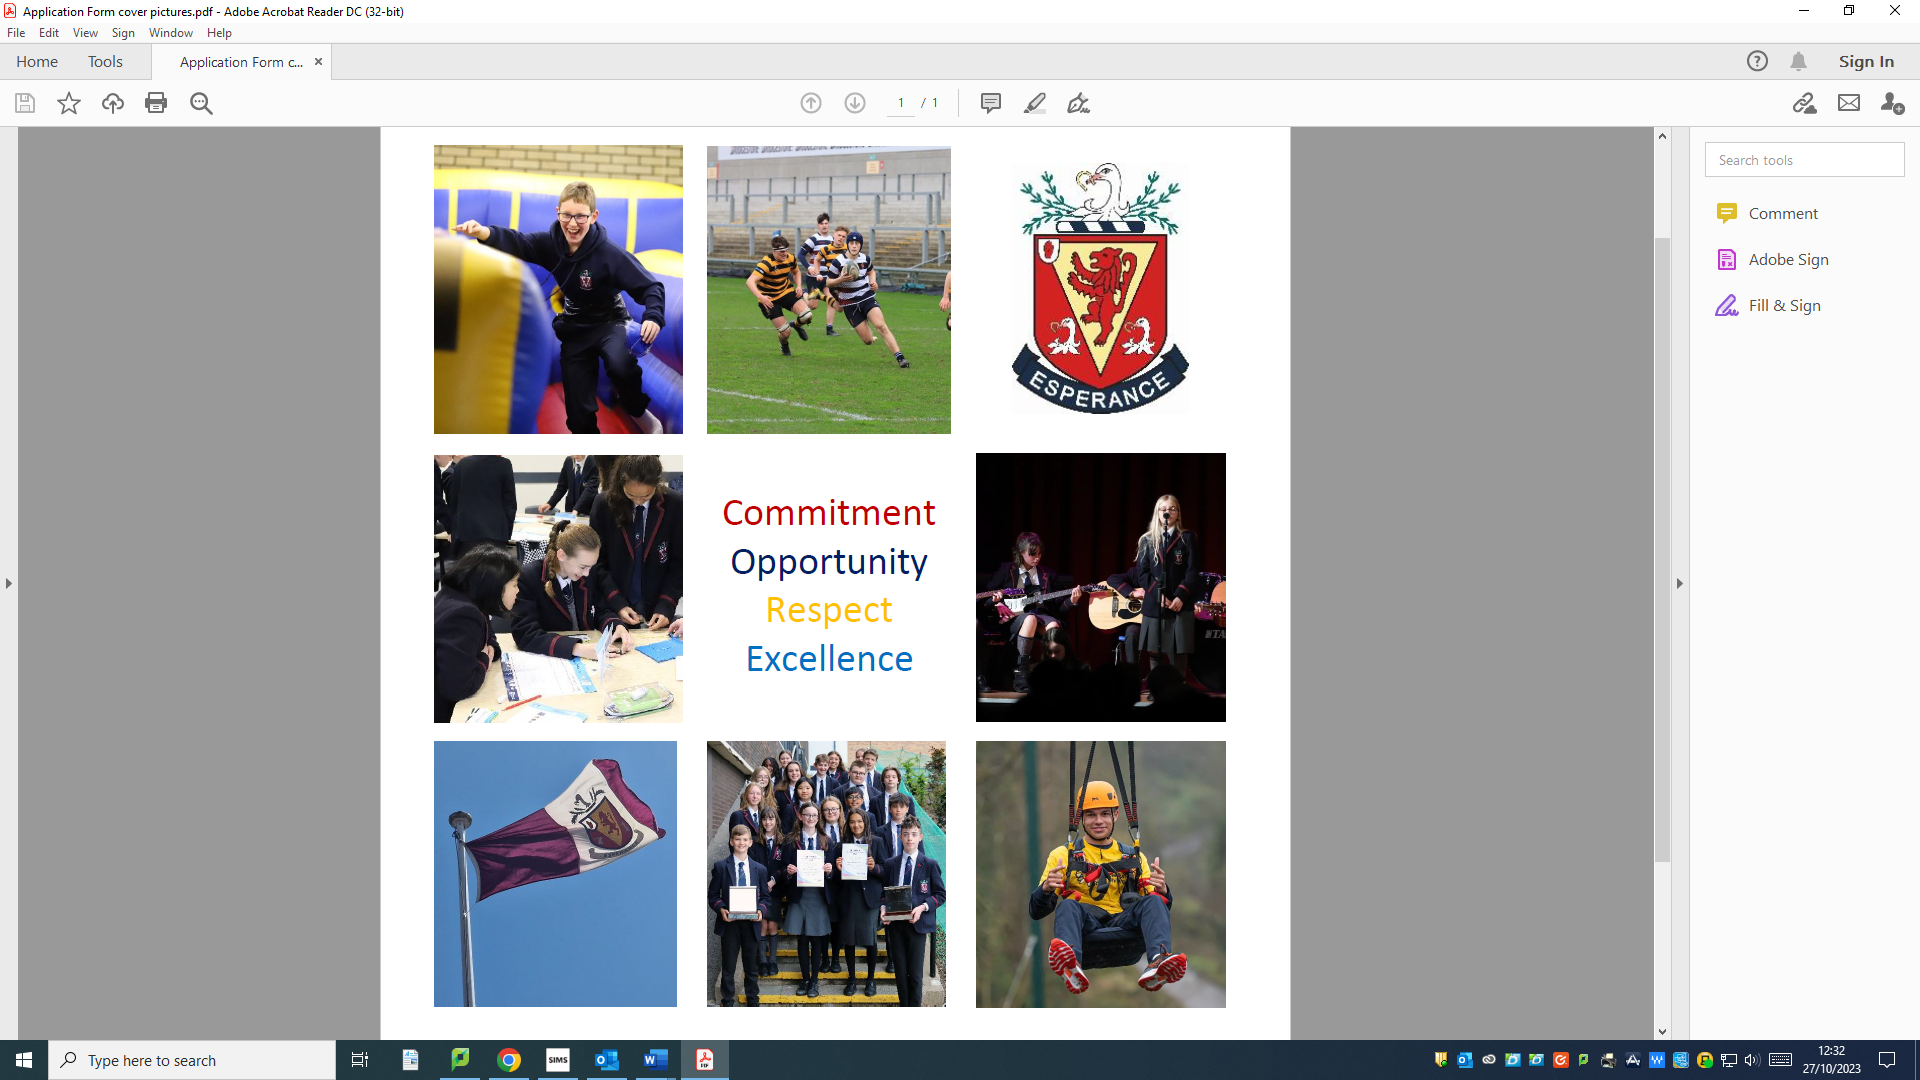 Application Form cover pictures.pdf - Adobe Acrobat Reader DC (32-bit)
File Edit View Sign Window Help
Home Tools Application Form c... × Sign In
1 / 1
Search tools
Comment
Adobe Sign
Fill & Sign
ESPERANCE
Commitment
Opportunity
Respect
Excellence
Type here to search
SIMS
12:32
27/10/2023